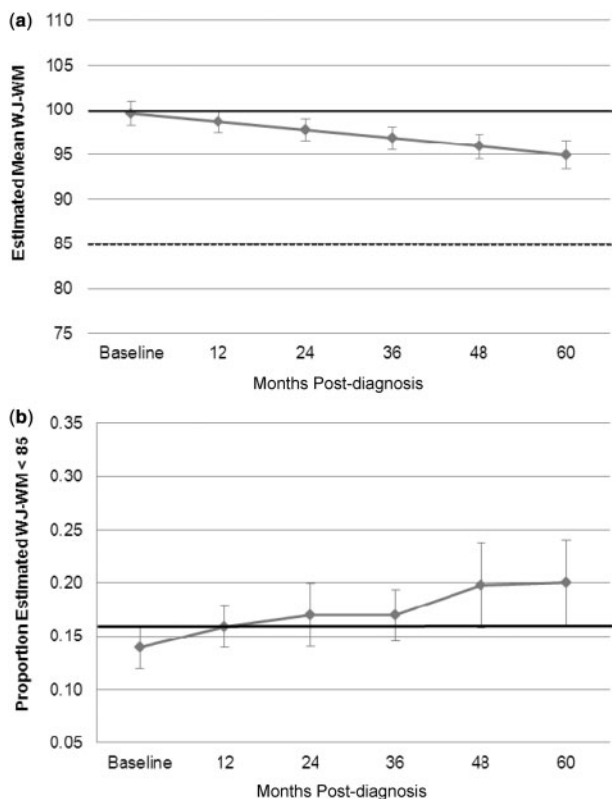 (a)
Estimated Mean WJ-WM
110
105
100
95
90
85
80
75
Baseline 12 24 36 48 60
Months Post-diagnosis
(b)
Proportion Estimated WJ-WM < 85
0.35
0.30
0.25
0.20
0.15
0.10
0.05
Baseline 12 24 36 48 60
Months Post-diagnosis